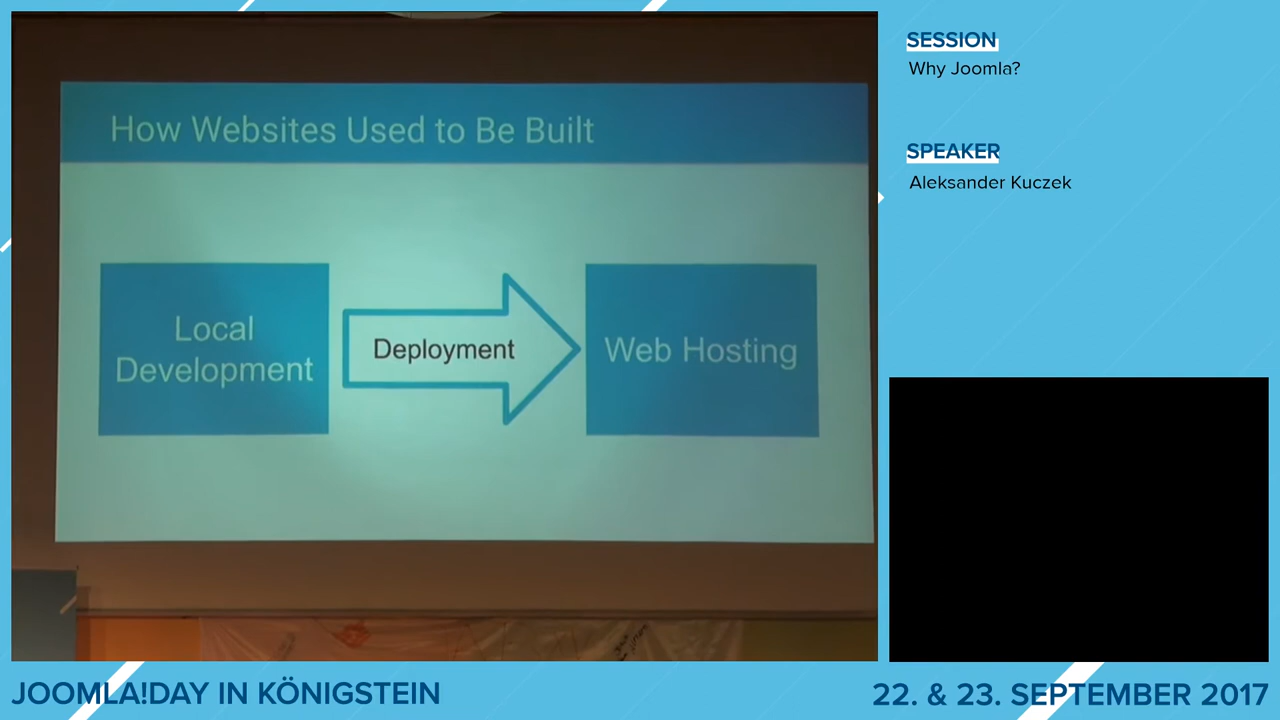 SESSION
Why Joomla?
SPEAKER
Aleksander Kuczek
How Websites Used to Be Built
Local
Development
Deployment
Web Hosting
JOOMLA!DAY IN KÖNIGSTEIN
22. & 23. SEPTEMBER 2017